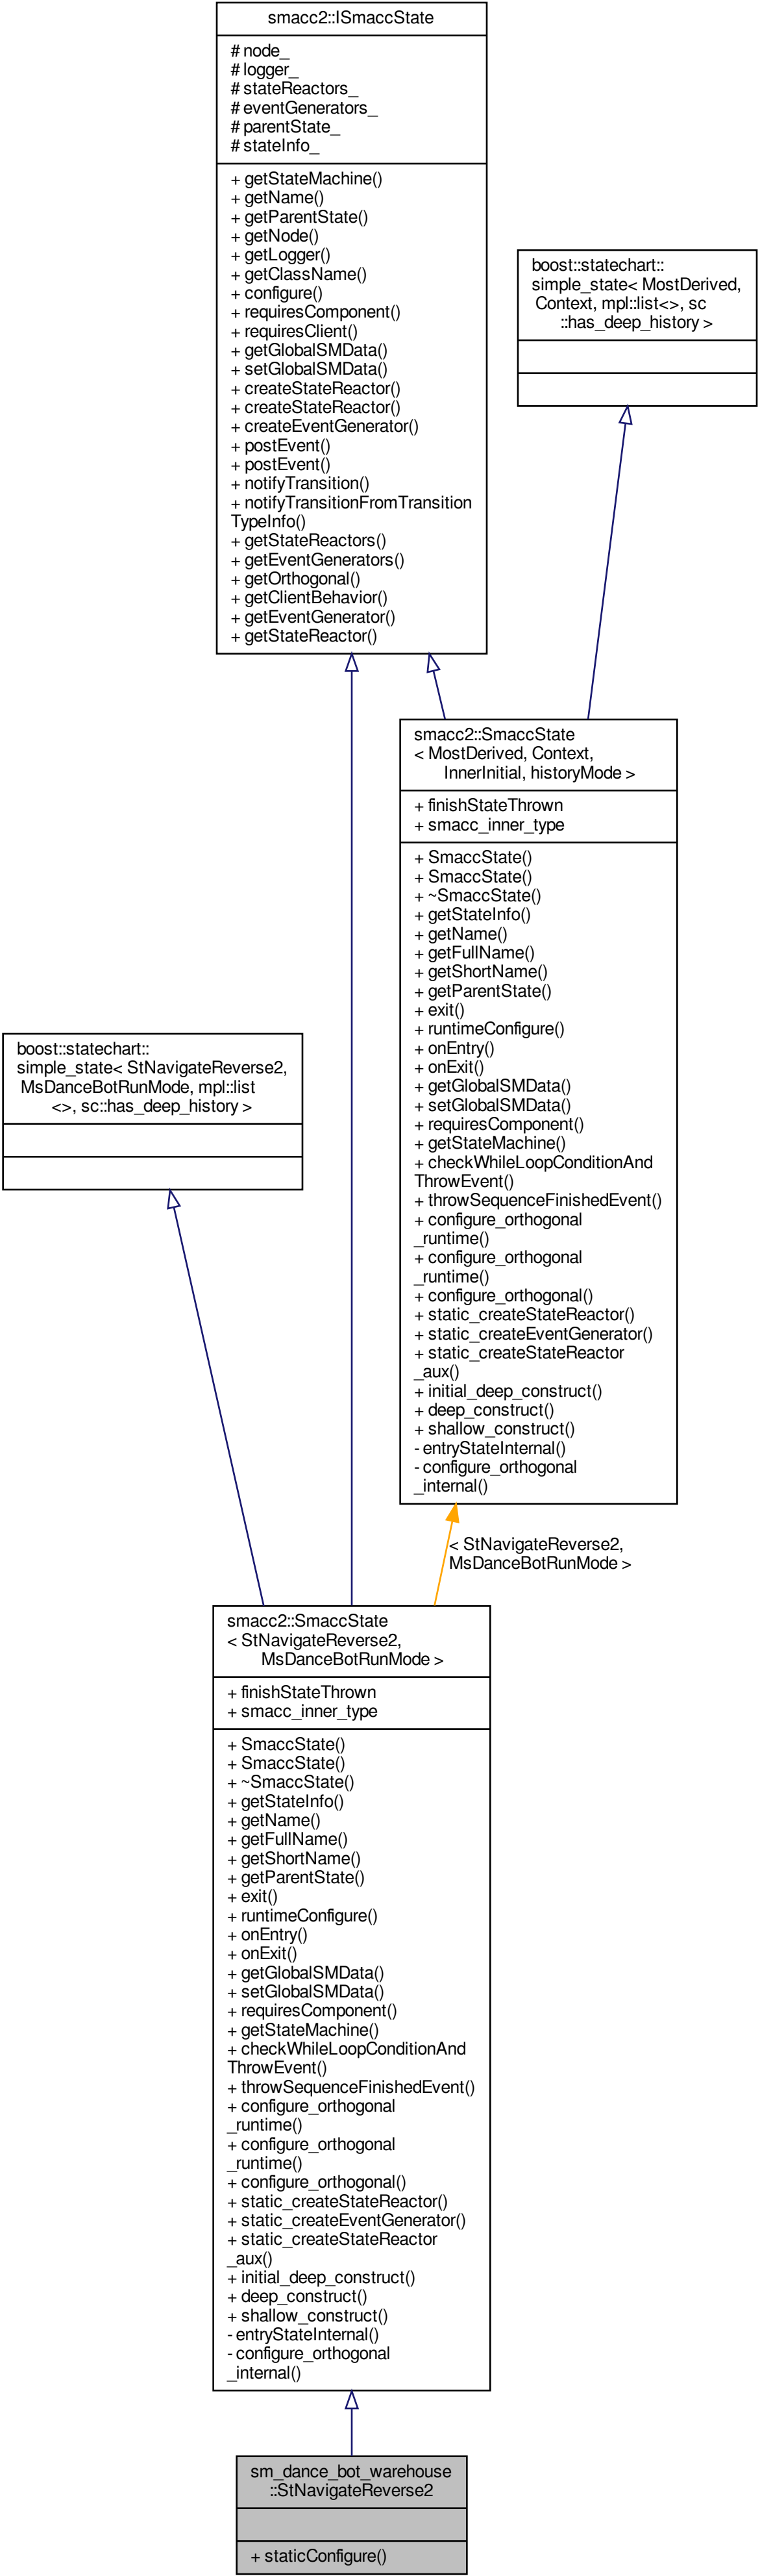 smacc2::ISmaccState
# node_
# logger_
# stateReactors_
# eventGenerators_
# parentState_
# stateInfo_
+ getStateMachine()
+ getName()
+ getParentState()
+ getNode()
+ getLogger()
+ getClassName()
+ configure()
+ requiresComponent()
+ requiresClient()
+ getGlobalSMData()
+ setGlobalSMData()
+ createStateReactor()
+ createStateReactor()
+ createEventGenerator()
+ postEvent()
+ postEvent()
+ notifyTransition()
+ notifyTransitionFromTransition
TypeInfo()
+ getStateReactors()
+ getEventGenerators()
+ getOrthogonal()
+ getClientBehavior()
+ getEventGenerator()
+ getStateReactor()
boost::statechart::
simple_state< MostDerived,
Context, mpl::list<>, sc
::has_deep_history >
smacc2::SmaccState
< MostDerived, Context,
InnerInitial, historyMode >
+ finishStateThrown
+ smacc_inner_type
+ SmaccState()
+ SmaccState()
+ ~SmaccState()
+ getStateInfo()
+ getName()
+ getFullName()
+ getShortName()
+ getParentState()
+ exit()
+ runtimeConfigure()
+ onEntry()
+ onExit()
+ getGlobalSMData()
+ setGlobalSMData()
+ requiresComponent()
+ getStateMachine()
+ checkWhileLoopConditionAnd
ThrowEvent()
+ throwSequenceFinishedEvent()
+ configure_orthogonal
_runtime()
+ configure_orthogonal
_runtime()
+ configure_orthogonal()
+ static_createStateReactor()
+ static_createEventGenerator()
+ static_createStateReactor
_aux()
+ initial_deep_construct()
+ deep_construct()
+ shallow_construct()
- entryStateInternal()
- configure_orthogonal
_internal()
boost::statechart::
simple_state< StNavigateReverse2,
MsDanceBotRunMode, mpl::list
<>, sc::has_deep_history >
< StNavigateReverse2,
MsDanceBotRunMode >
smacc2::SmaccState
< StNavigateReverse2,
MsDanceBotRunMode >
+ finishStateThrown
+ smacc_inner_type
+ SmaccState()
+ SmaccState()
+ ~SmaccState()
+ getStateInfo()
+ getName()
+ getFullName()
+ getShortName()
+ getParentState()
+ exit()
+ runtimeConfigure()
+ onEntry()
+ onExit()
+ getGlobalSMData()
+ setGlobalSMData()
+ requiresComponent()
+ getStateMachine()
+ checkWhileLoopConditionAnd
ThrowEvent()
+ throwSequenceFinishedEvent()
+ configure_orthogonal
_runtime()
+ configure_orthogonal
_runtime()
+ configure_orthogonal()
+ static_createStateReactor()
+ static_createEventGenerator()
+ static_createStateReactor
_aux()
+ initial_deep_construct()
+ deep_construct()
+ shallow_construct()
- entryStateInternal()
- configure_orthogonal
_internal()
sm_dance_bot_warehouse
::StNavigateReverse2
+ staticConfigure()